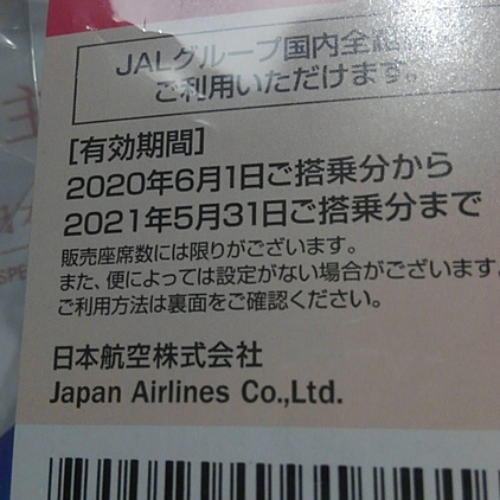 JALグループ国内全
ご利用いただけます。
[有効期間]
2020年6月1日ご搭乗分から
2021年5月31日ご搭乗分まで
販売座席数には限りがございます。
また、便によっては設定がない場合がございます。
ご利用方法は裏面をご確認ください。
日本航空株式会社
Japan Airlines Co.,Ltd.